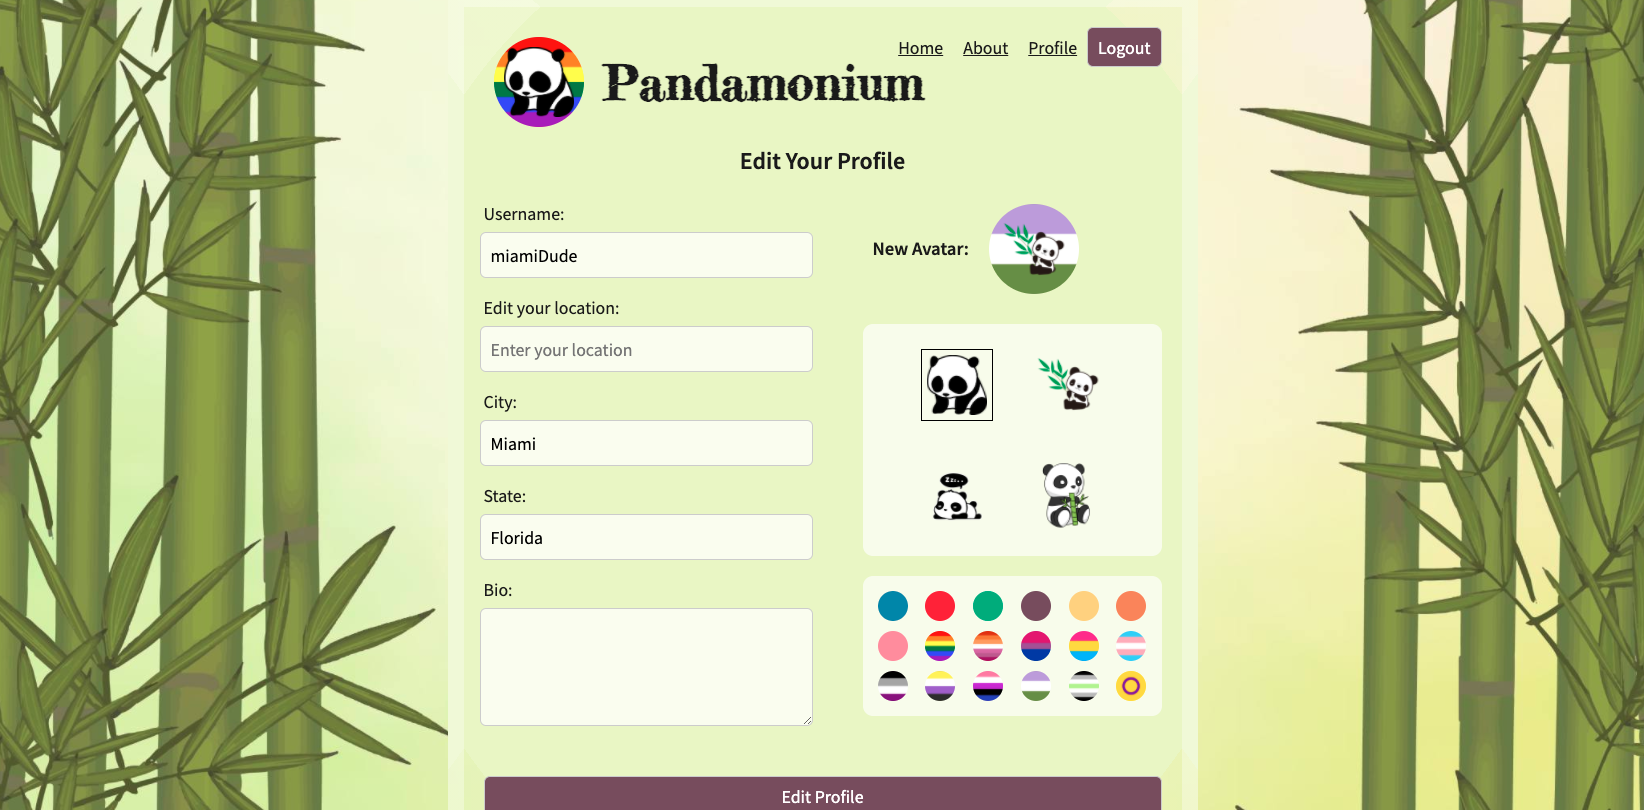 Home About Profile Logout
Pandamonium
Edit Your Profile
Username:
miamiDude
New Avatar:
Edit your location:
Enter your location
City:
Miami
State:
Florida
Zzz..
Bio:
Edit Profile